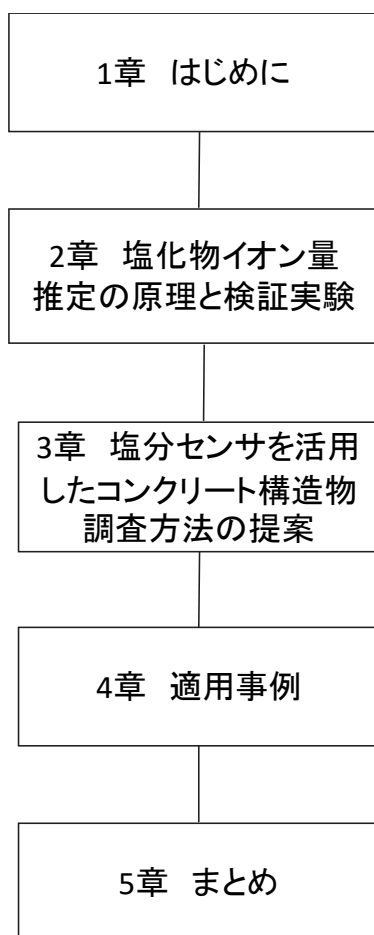 1章　はじめに
2章　塩化物イオン量
推定の原理と検証実験
3章　塩分センサを活用
したコンクリート構造物
調査方法の提案
4章　適用事例
5章　まとめ